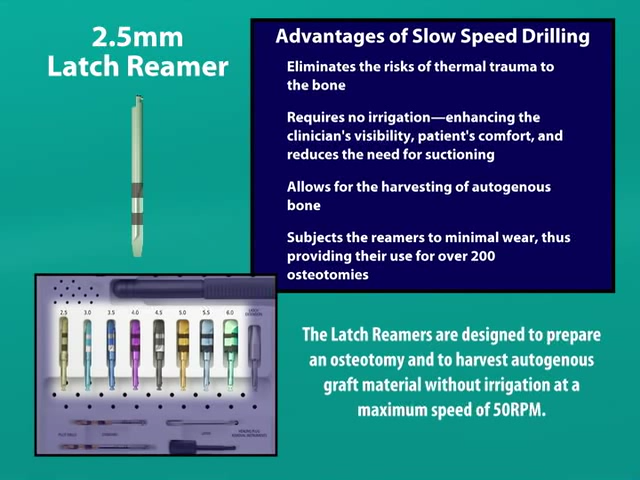 2.5mm
Latch Reamer
Advantages of Slow Speed Drilling
Eliminates the risks of thermal trauma to
the bone
Requires no irrigation—enhancing the
clinician's visibility, patient's comfort, and
reduces the need for suctioning
Allows for the harvesting of autogenous
bone
Subjects the reamers to minimal wear, thus
providing their use for over 200
osteotomies
2.5 3.0 3.5 4.0 4.5 5.0 5.5 6.0
The Latch Reamers are designed to prepare
an osteotomy and to harvest autogenous
graft material without irrigation at a
maximum speed of 50RPM.